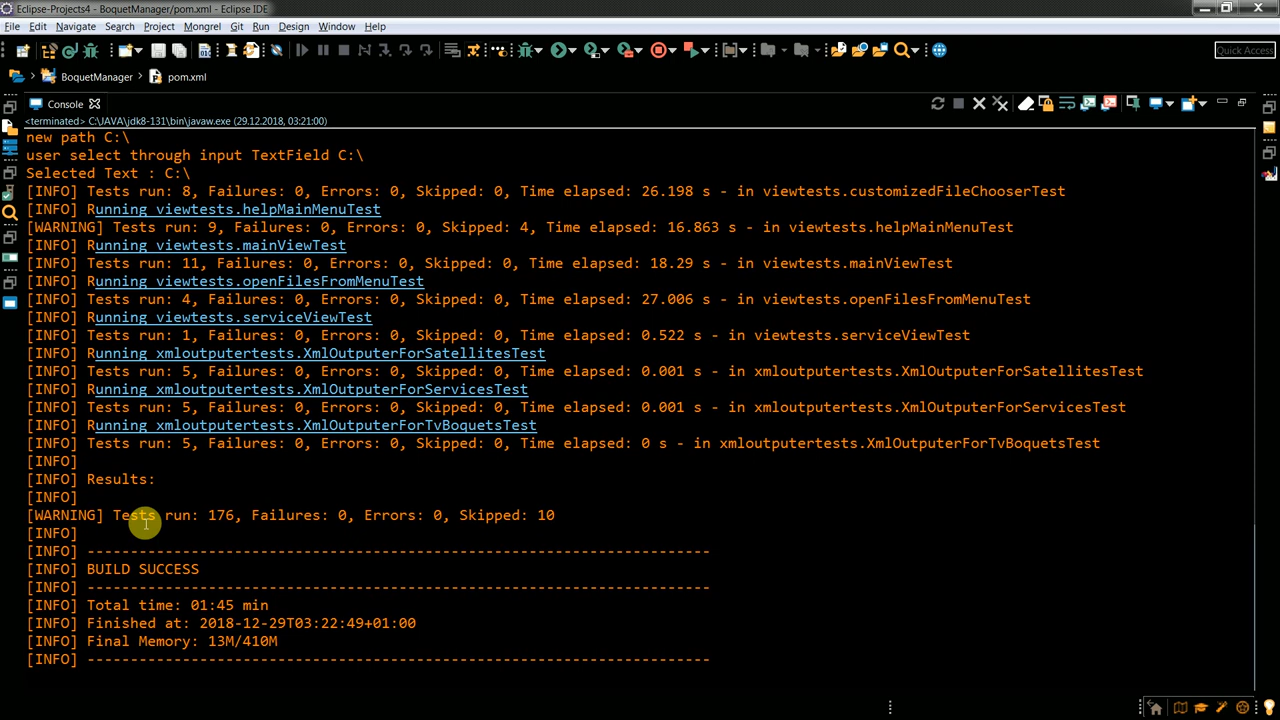 Eclipse-Projects4 - BoquetManager/pom.xml - Eclipse IDE
File Edit Navigate Search Project Mongrel Git Run Design Window Help
Quick Access
BoquetManager pom.xml
Console
<terminated> C:\JAVA\jdk8-131\bin\javaw.exe (29.12.2018, 03:21:00)
new path C:\
user select through input TextField C:\
Selected Text : C:\
[INFO] Tests run: 8, Failures: 0, Errors: 0, Skipped: 0, Time elapsed: 26.198 s - in viewtests.customizedFileChooserTest
[INFO] Running viewtests.helpMainMenuTest
[WARNING] Tests run: 9, Failures: 0, Errors: 0, Skipped: 4, Time elapsed: 16.863 s - in viewtests.helpMainMenuTest
[INFO] Running viewtests.mainViewTest
[INFO] Tests run: 11, Failures: 0, Errors: 0, Skipped: 0, Time elapsed: 18.29 s - in viewtests.mainViewTest
[INFO] Running viewtests.openFilesFromMenuTest
[INFO] Tests run: 4, Failures: 0, Errors: 0, Skipped: 0, Time elapsed: 27.006 s - in viewtests.openFilesFromMenuTest
[INFO] Running viewtests.serviceViewTest
[INFO] Tests run: 1, Failures: 0, Errors: 0, Skipped: 0, Time elapsed: 0.522 s - in viewtests.serviceViewTest
[INFO] Running xmloutputertests.XmlOutputerForSatellitesTest
[INFO] Tests run: 5, Failures: 0, Errors: 0, Skipped: 0, Time elapsed: 0.001 s - in xmloutputertests.XmlOutputerForSatellitesTest
[INFO] Running xmloutputertests.XmlOutputerForServicesTest
[INFO] Tests run: 5, Failures: 0, Errors: 0, Skipped: 0, Time elapsed: 0.001 s - in xmloutputertests.XmlOutputerForServicesTest
[INFO] Running xmloutputertests.XmlOutputerForTvBoquetsTest
[INFO] Tests run: 5, Failures: 0, Errors: 0, Skipped: 0, Time elapsed: 0 s - in xmloutputertests.XmlOutputerForTvBoquetsTest
[INFO]
[INFO] Results:
[INFO]
[WARNING] Tests run: 176, Failures: 0, Errors: 0, Skipped: 10
[INFO]
[INFO] ------------------------------------------------------------------------
[INFO] BUILD SUCCESS
[INFO] ------------------------------------------------------------------------
[INFO] Total time: 01:45 min
[INFO] Finished at: 2018-12-29T03:22:49+01:00
[INFO] Final Memory: 13M/410M
[INFO] ------------------------------------------------------------------------